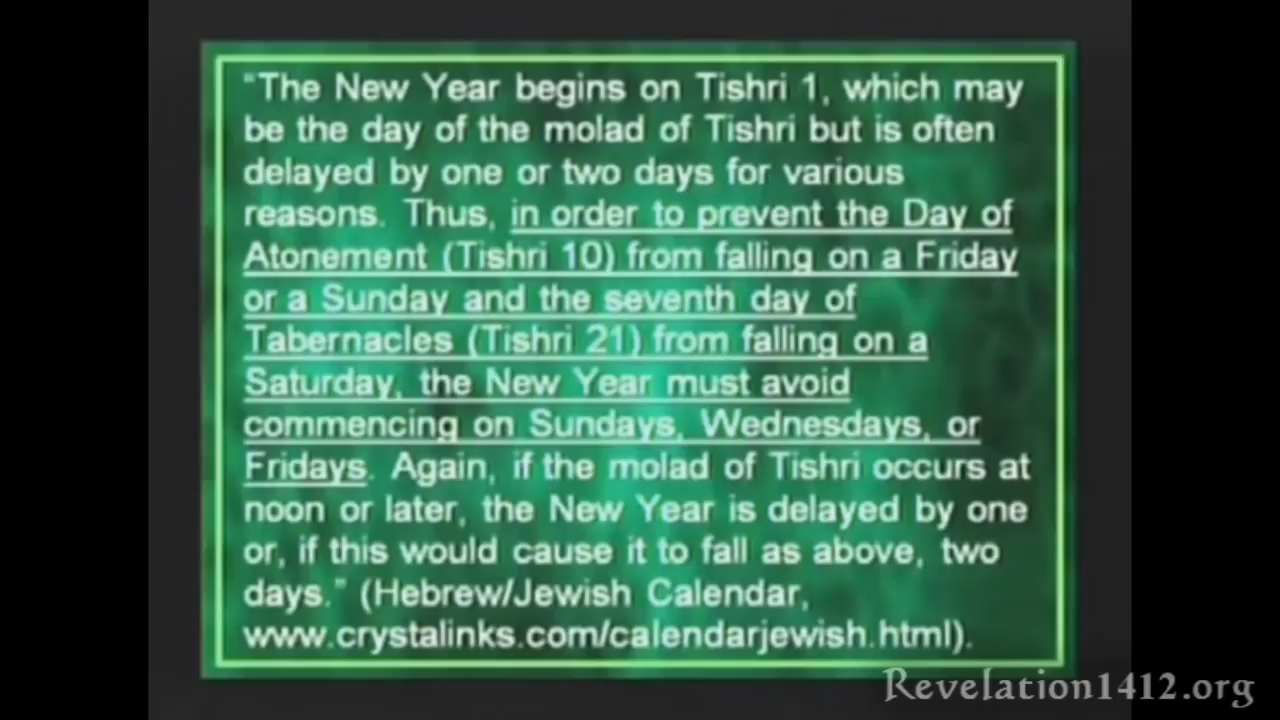 "The New Year begins on Tishri 1, which may
be the day of the molad of Tishri but is often
delayed by one or two days for various
reasons. Thus, in order to prevent the Day of
Atonement (Tishri 10) from falling on a Friday
or a Sunday and the seventh day of
Tabernacles (Tishri 21) from falling on a
Saturday, the New Year must avoid
commencing on Sundays, Wednesdays, or
Fridays. Again, if the molad of Tishri occurs at
noon or later, the New Year is delayed by one
or, if this would cause it to fall as above, two
days." (Hebrew/Jewish Calendar,
www.crystalinks.com/calendarjewish.html).
Revelation1412.org